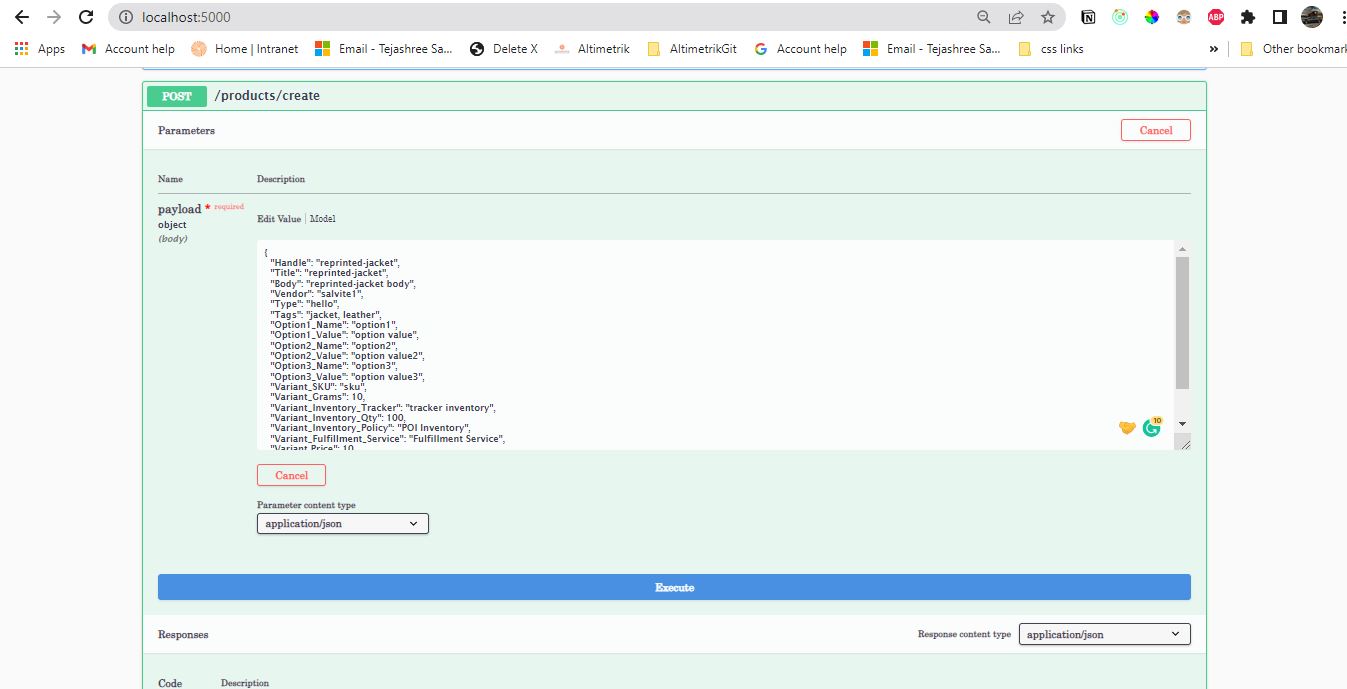 localhost:5000
ABP
Apps
Account help
Home | Intranet
Email - Tejashree Sa...
Delete X
Altimetrik
AltimetrikGit
Account help
Email - Tejashree Sa...
css links
»
Other bookmark
POST /products/create
Parameters
Cancel
Name Description
payload * required
object
(body)
Edit Value | Model
{
"Handle": "reprinted-jacket",
"Title": "reprinted-jacket",
"Body": "reprinted-jacket body",
"Vendor": "salvite1",
"Type": "hello",
"Tags": "jacket, leather",
"Option1_Name": "option1",
"Option1_Value": "option value",
"Option2_Name": "option2",
"Option2_Value": "option value2",
"Option3_Name": "option3",
"Option3_Value": "option value3",
"Variant_SKU": "sku",
"Variant_Grams": 10,
"Variant_Inventory_Tracker": "tracker inventory",
"Variant_Inventory_Qty": 100,
"Variant_Inventory_Policy": "POI Inventory",
"Variant_Fulfillment_Service": "Fulfillment Service",
"Variant Price": 10
10
Cancel
Parameter content type
application/json
Execute
Responses
Response content type
application/json
Code Description